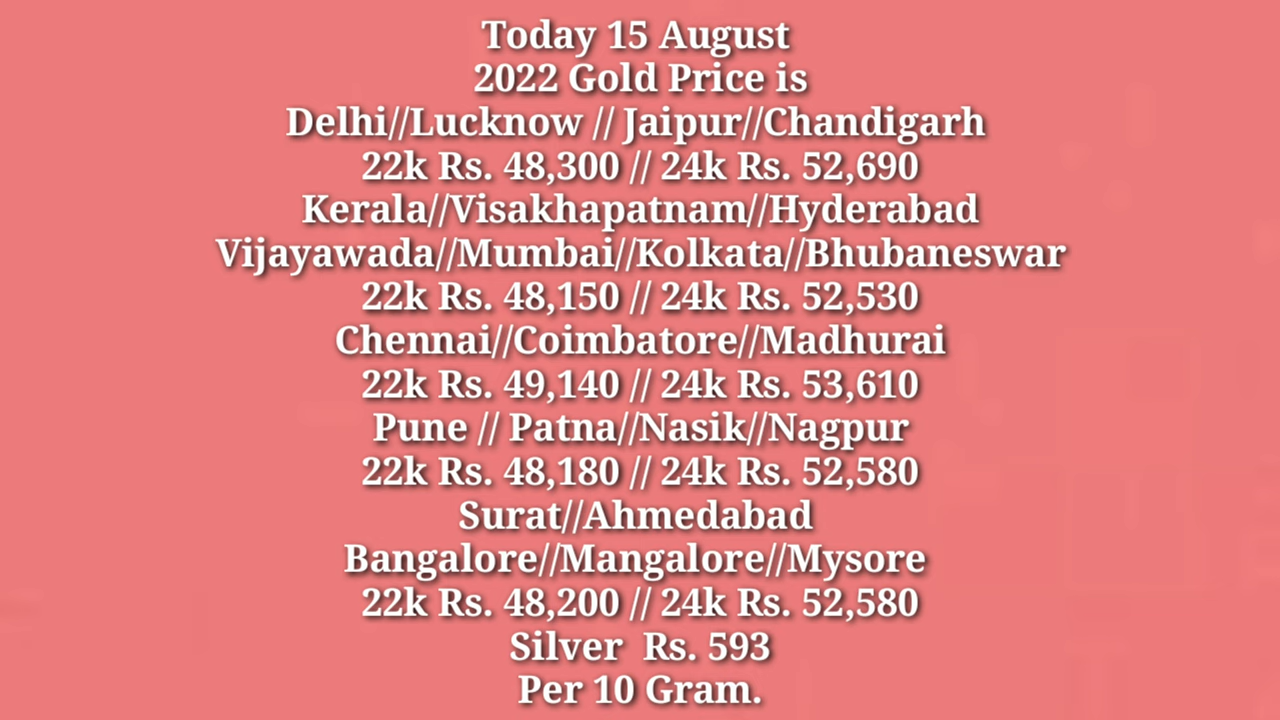 Today 15 August
2022 Gold Price is
Delhi//Lucknow // Jaipur//Chandigarh
22k Rs. 48,300 // 24k Rs. 52,690
Kerala//Visakhapatnam//Hyderabad
Vijayawada//Mumbai//Kolkata//Bhubaneswar
22k Rs. 48,150 // 24k Rs. 52,530
Chennai//Coimbatore//Madhurai
22k Rs. 49,140 // 24k Rs. 53,610
Pune // Patna//Nasik//Nagpur
22k Rs. 48,180 // 24k Rs. 52,580
Surat//Ahmedabad
Bangalore//Mangalore//Mysore
22k Rs. 48,200 // 24k Rs. 52,580
Silver  Rs. 593
Per 10 Gram.